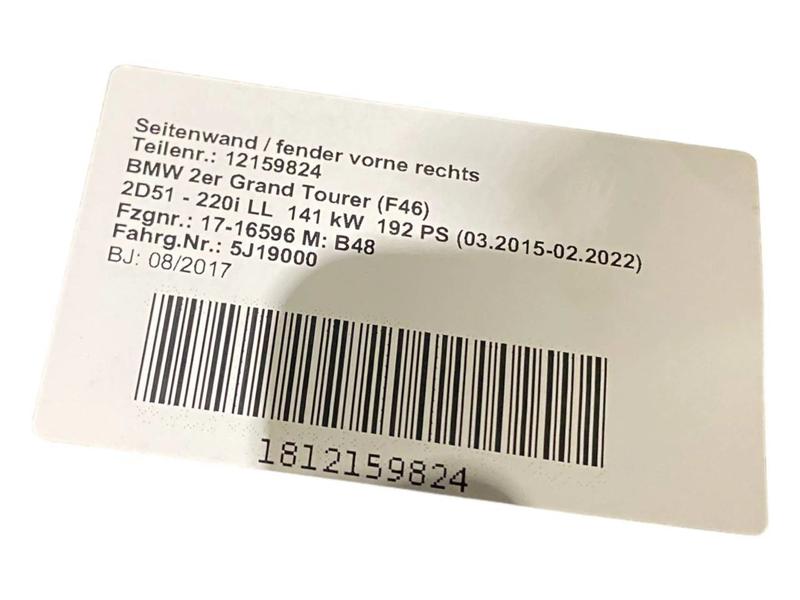 Seitenwand / fender vorne rechts
Teilenr.: 12159824
BMW 2er Grand Tourer (F46)
2D51 - 220i LL 141 kW 192 PS (03.2015-02.2022)
Fzgnr.: 17-16596 M: B48
Fahrg.Nr.: 5J19000
BJ: 08/2017
1812159824